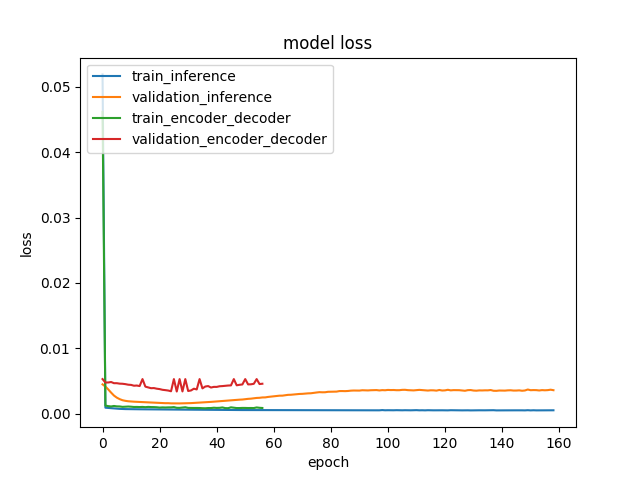 model loss
train_inference
validation_inference
train_encoder_decoder
validation_encoder_decoder
loss
0.05
0.04
0.03
0.02
0.01
0.00
0 20 40 60 80 100 120 140 160
epoch